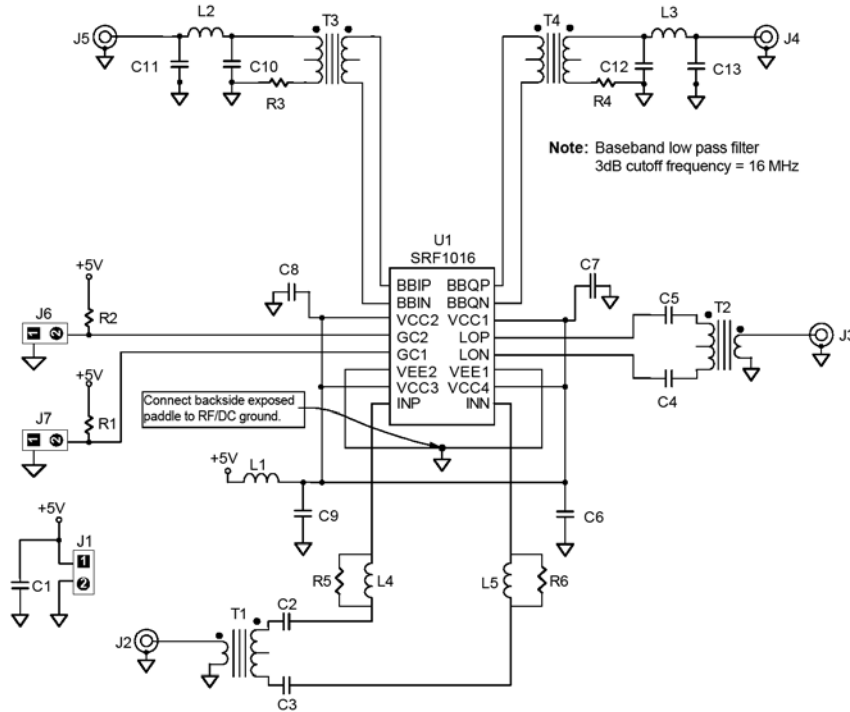 L2
T3
T4
L3
J5
J4
C11
C10
C12
C13
R3
R4
Note: Baseband low pass filter
3dB cutoff frequency = 16 MHz
U1
SRF1016
BBIP BBQP
BBIN BBQN
VCC2 VCC1
GC2 LOP
GC1 LON
VEE2 VEE1
VCC3 VCC4
INP INN
C8
C7
+5V
R2
J6
1 2
C5
T2
J3
C4
+5V
R1
J7
1 2
Connect backside exposed
paddle to RF/DC ground.
+5V
L1
C9
C6
+5V
J1
1
2
C1
R5
L4
L5
R6
J2
T1
C2
C3